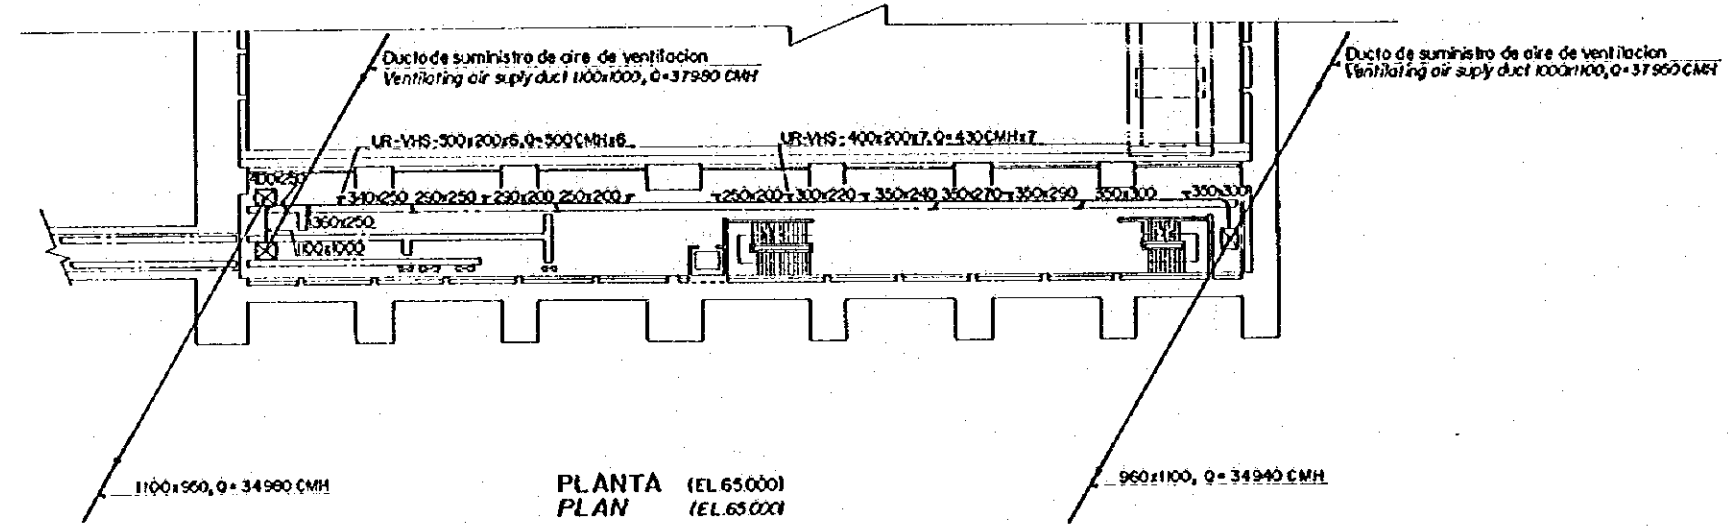 Ducto de suministro de aire de ventilacion
Ventilating air suply duct 1100x1000, Q=37980 CMH
Ducto de suministro de aire de ventilacion
Ventilating air suply duct 1000x1100, Q=37950 CMH
UR-VHS-500x200x6, Q=500 CMHx6
UR-VHS-400x200x7, Q=430 CMHx7
400x250
340x250 290x250 290x200 250x200
250x200 300x220 350x240 350x270 350x290 350x300 350x300
360x250
1100x1000
1100x960, Q=34980 CMH
960x1100, Q=34940 CMH
PLANTA (EL.65.000)
PLAN (EL.65.000)